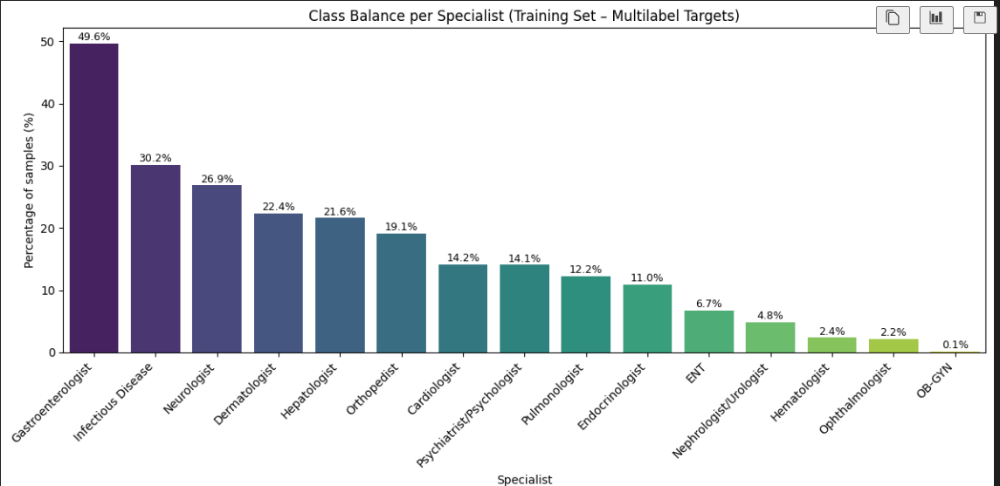 Class Balance per Specialist (Training Set – Multilabel Targets)
Percentage of samples (%)
50
40
30
20
10
0
49.6%
30.2%
26.9%
22.4%
21.6%
19.1%
14.2%
14.1%
12.2%
11.0%
6.7%
4.8%
2.4%
2.2%
0.1%
Gastroenterologist
Infectious Disease
Neurologist
Dermatologist
Hepatologist
Orthopedist
Cardiologist
Psychiatrist/Psychologist
Pulmonologist
Endocrinologist
ENT
Nephrologist/Urologist
Hematologist
Ophthalmologist
OB-GYN
Specialist